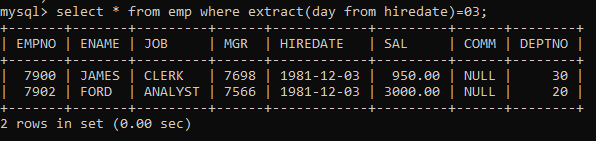 mysql> select * from emp where extract(day from hiredate)=03;
+-------+-------+---------+------+------------+---------+------+--------+
| EMPNO | ENAME | JOB     | MGR  | HIREDATE   | SAL     | COMM | DEPTNO |
+-------+-------+---------+------+------------+---------+------+--------+
|  7900 | JAMES | CLERK   | 7698 | 1981-12-03 |  950.00 | NULL |     30 |
|  7902 | FORD  | ANALYST | 7566 | 1981-12-03 | 3000.00 | NULL |     20 |
+-------+-------+---------+------+------------+---------+------+--------+
2 rows in set (0.00 sec)